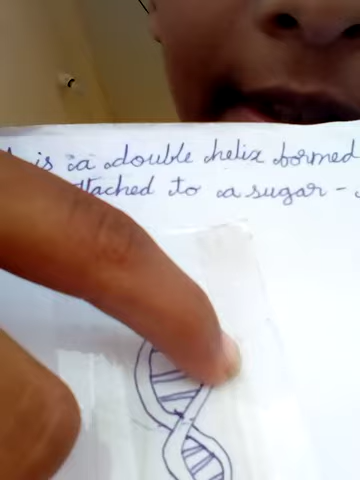 is a double helix formed
attached to a sugar -